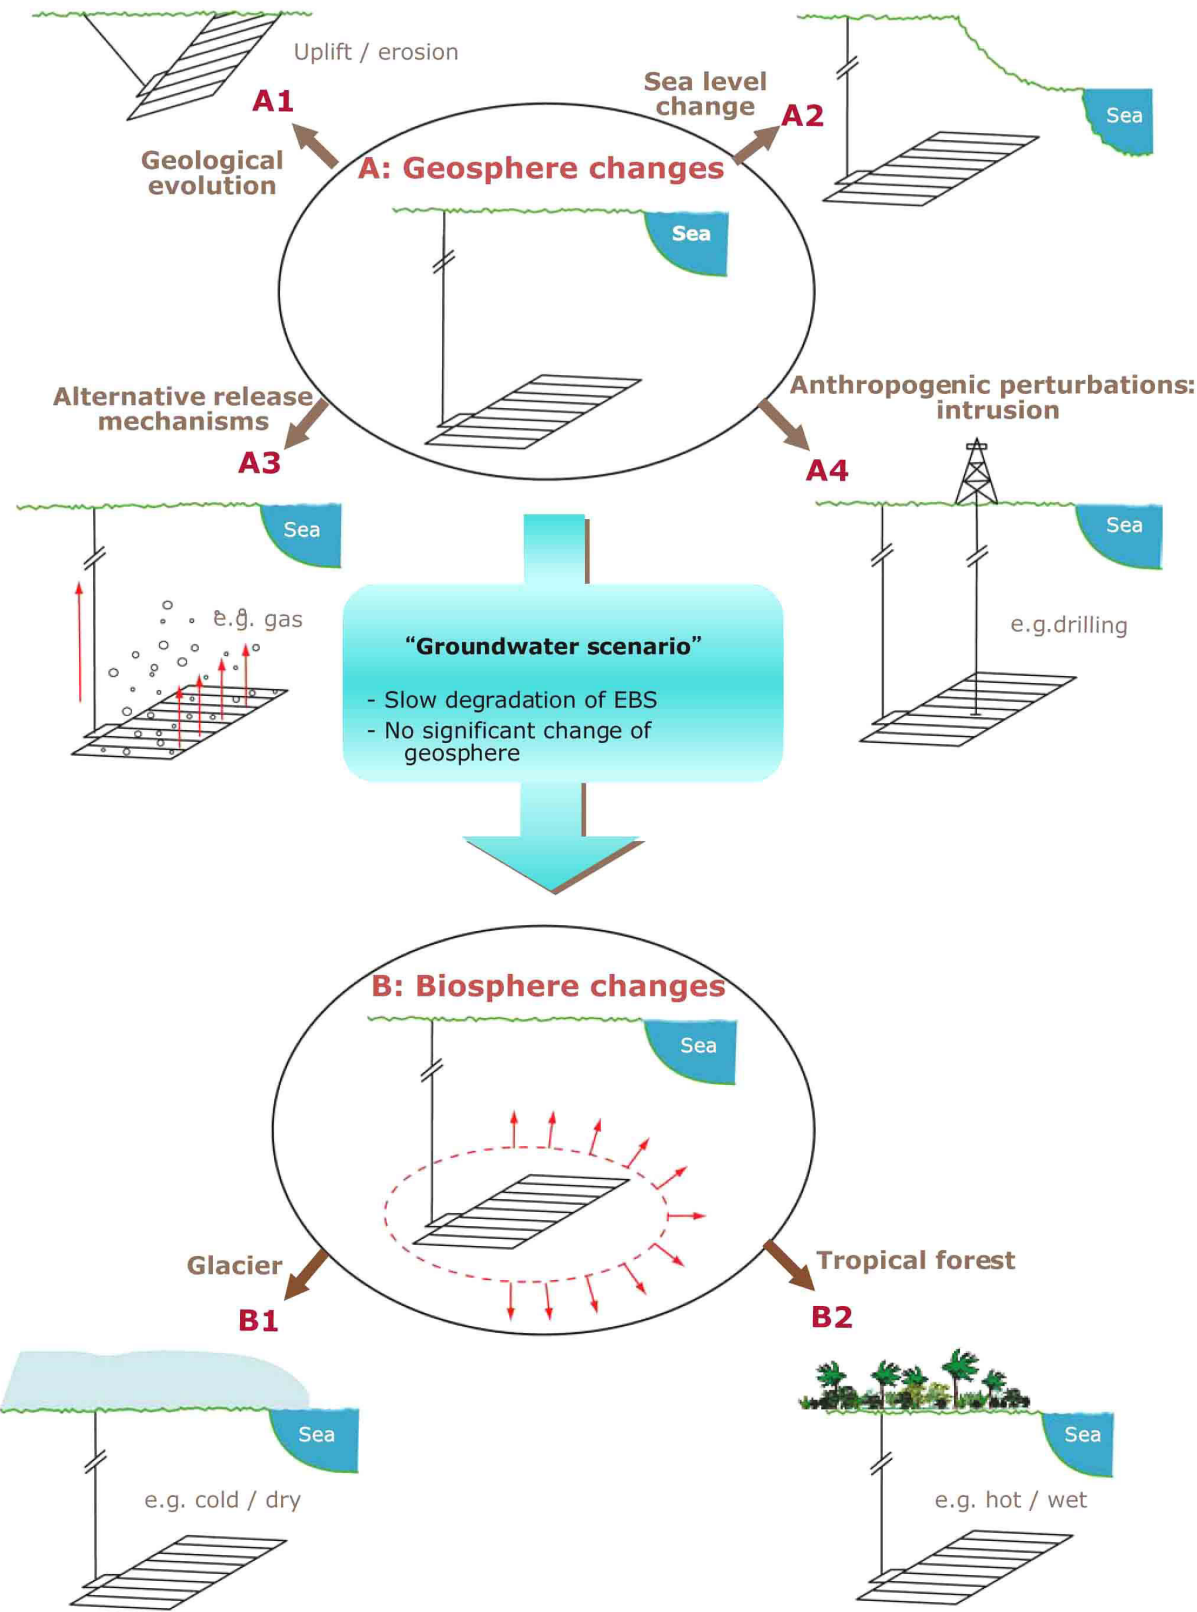 Uplift / erosion
A1
Geological
evolution
Sea level
change
A2
Sea
A: Geosphere changes
Sea
Alternative release
mechanisms
A3
Sea
e.g. gas
Anthropogenic perturbations:
intrusion
A4
Sea
e.g.drilling
“Groundwater scenario”
- Slow degradation of EBS
- No significant change of
geosphere
B: Biosphere changes
Sea
Glacier
B1
Sea
e.g. cold / dry
Tropical forest
B2
Sea
e.g. hot / wet